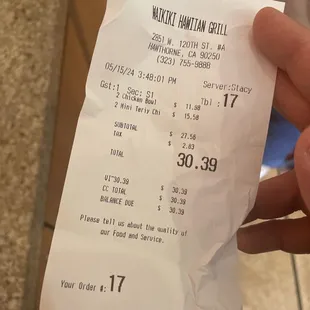 WAIKIKI HAWIIAN GRILL
2851 W. 120TH ST. #A
HAWTHORNE, CA 90250
(323) 755-9888
05/15/24 3:48:01 PM
Server:Stacy
Gst:1 Sec: S1 Tbl : 17
2 Chicken Bowl $ 11.98
2 Mini Teriy Chi $ 15.58
SUBTOTAL $ 27.56
tax $ 2.83
TOTAL 30.39
30.39
CC TOTAL $ 30.39
BALANCE DUE $ 30.39
Please tell us about the quality of
our Food and Service.
Your Order #: 17